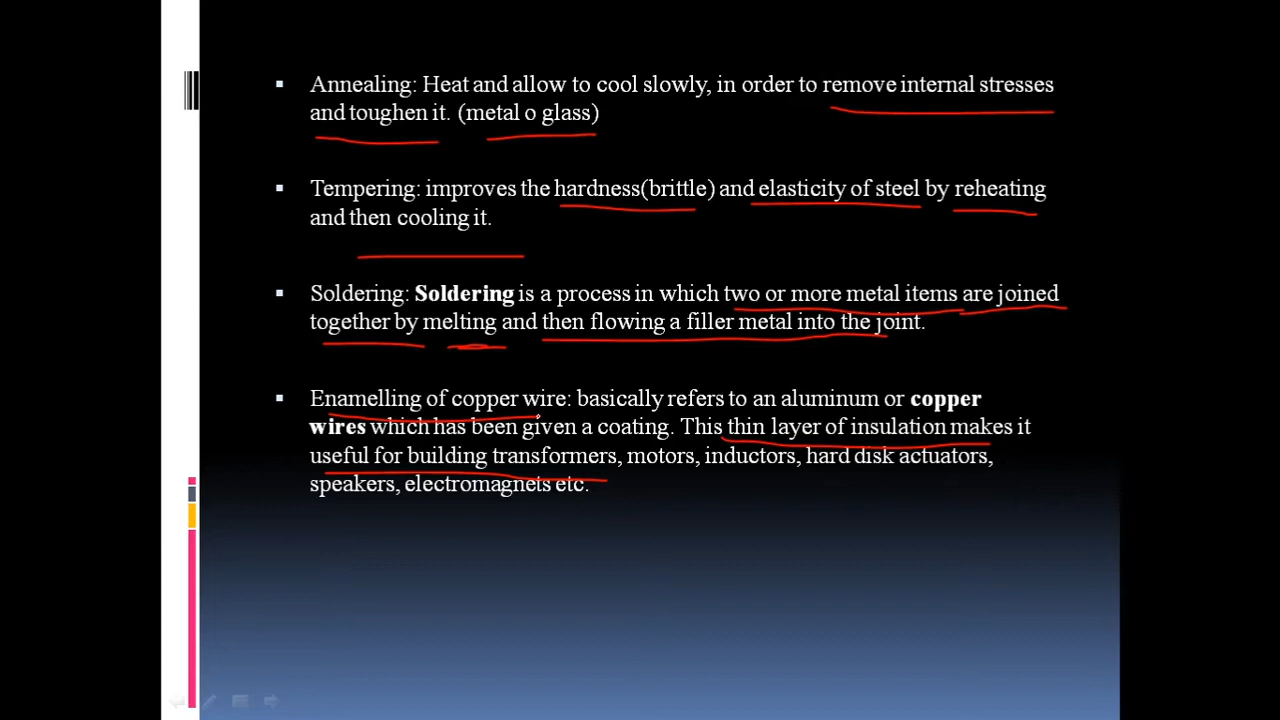 Annealing: Heat and allow to cool slowly, in order to remove internal stresses
and toughen it. (metal o glass)
Tempering: improves the hardness(brittle) and elasticity of steel by reheating
and then cooling it.
Soldering: Soldering is a process in which two or more metal items are joined
together by melting and then flowing a filler metal into the joint.
Enamelling of copper wire: basically refers to an aluminum or copper
wires which has been given a coating. This thin layer of insulation makes it
useful for building transformers, motors, inductors, hard disk actuators,
speakers, electromagnets etc.